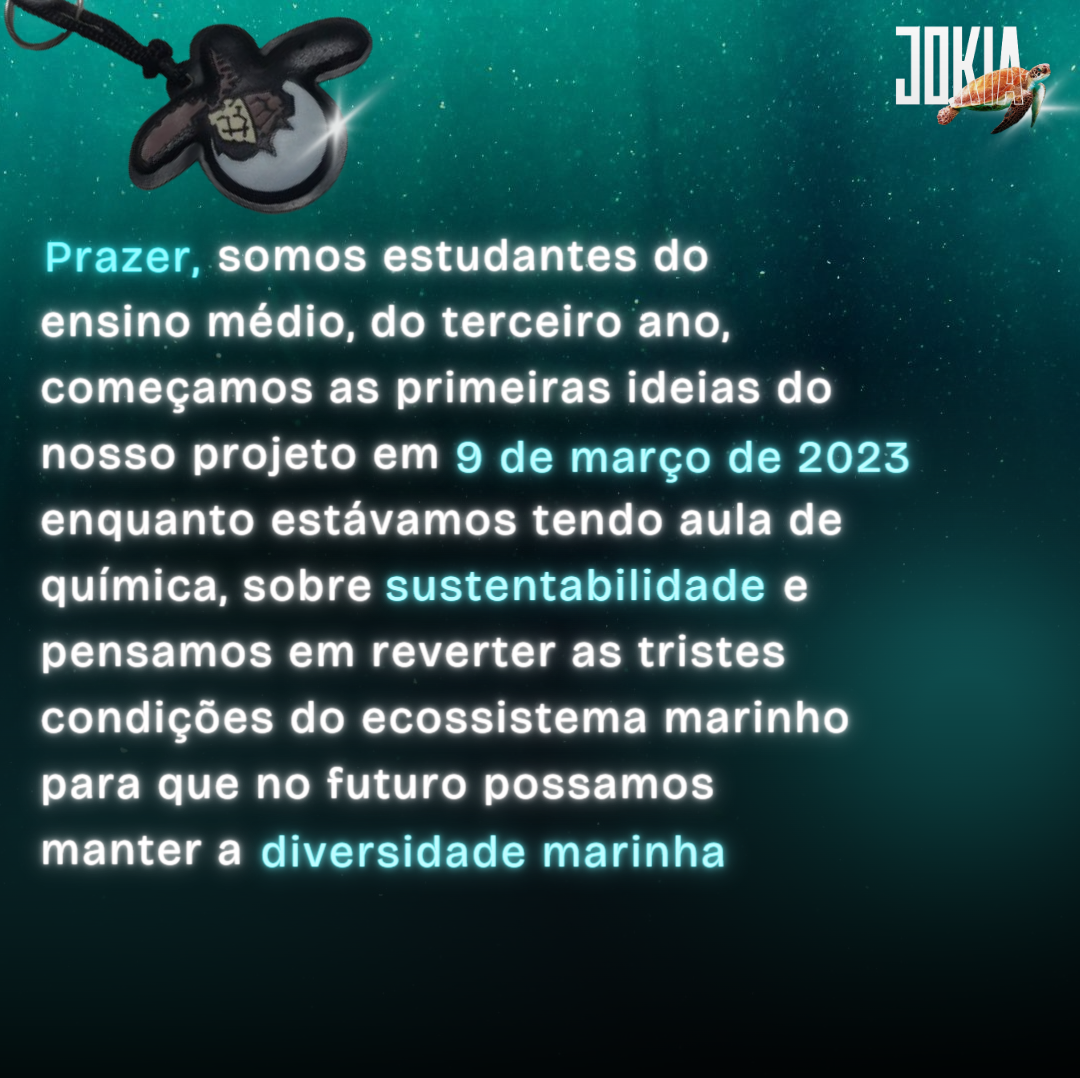 JOKIA
Prazer, somos estudantes do
ensino médio, do terceiro ano,
começamos as primeiras ideias do
nosso projeto em 9 de março de 2023
enquanto estávamos tendo aula de
química, sobre sustentabilidade e
pensamos em reverter as tristes
condições do ecossistema marinho
para que no futuro possamos
manter a diversidade marinha